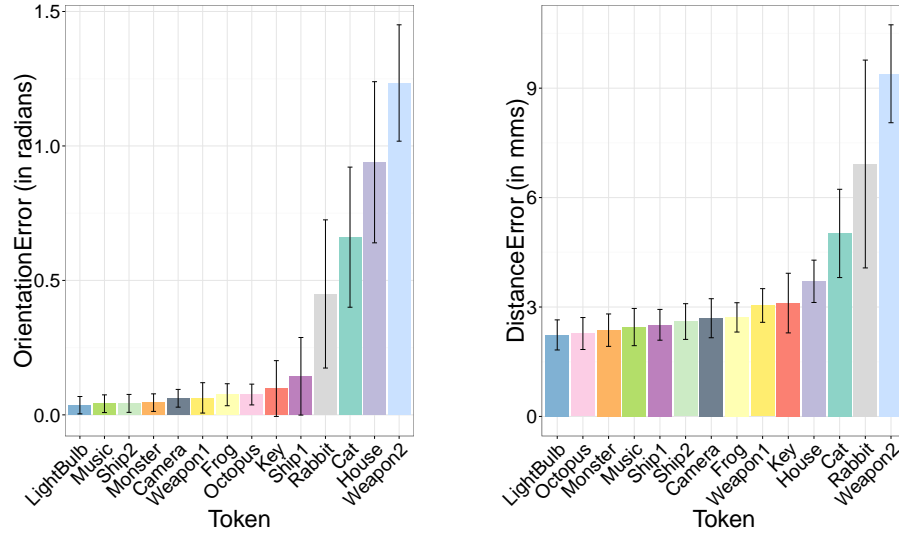 OrientationError (in radians)
1.5
1.0
0.5
0.0
LightBulb
Music
Ship2
Monster
Camera
Weapon1
Frog
Octopus
Key
Ship1
Rabbit
Cat
House
Weapon2
Token
DistanceError (in mms)
9
6
3
0
LightBulb
Octopus
Monster
Music
Ship1
Ship2
Camera
Frog
Weapon1
Key
House
Cat
Rabbit
Weapon2
Token